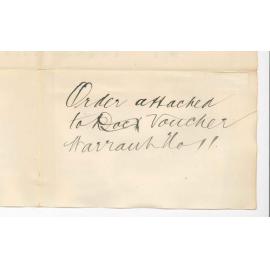 Order attached
to Voucher
Warrant No 11